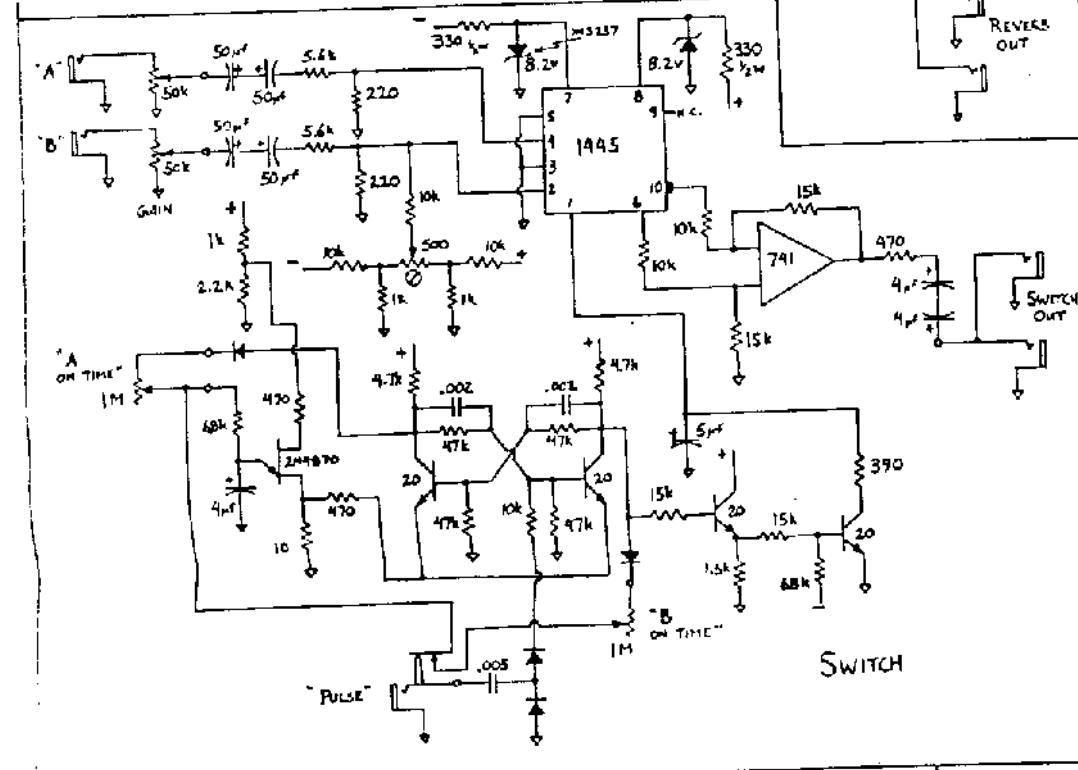 REVERB
OUT
330 ½W
IN5237
8.2V
8.2V
330
½W
+
7
8
9
N.C.
5
4
3
2
1
6
10
1445
"A"
50k
50µf
50µf
5.6k
220
"B"
50k
GAIN
50µf
50µf
5.6k
220
10k
+
1k
2.2k
-
10k
500
10k
+
1k
1k
10k
10k
15k
741
15k
470
4µf
4µf
SWITCH
OUT
"A
ON TIME"
1M
68k
470
2N4870
4µf
10
470
+
4.7k
.002
47k
20
47k
+
4.7k
.002
47k
20
10k
47k
5µf
15k
+
20
1.5k
15k
68k
-
390
20
"B
ON TIME"
1M
"PULSE"
.005
SWITCH